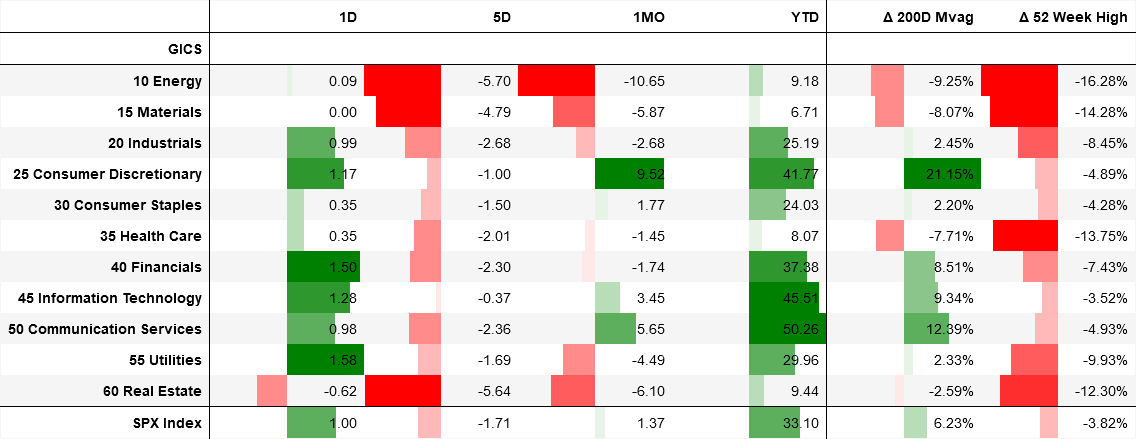 1D 5D 1MO YTD Δ 200D Mvag Δ 52 Week High
GICS
10 Energy 0.09 -5.70 -10.65 9.18 -9.25% -16.28%
15 Materials 0.00 -4.79 -5.87 6.71 -8.07% -14.28%
20 Industrials 0.99 -2.68 -2.68 25.19 2.45% -8.45%
25 Consumer Discretionary 1.17 -1.00 9.52 41.77 21.15% -4.89%
30 Consumer Staples 0.35 -1.50 1.77 24.03 2.20% -4.28%
35 Health Care 0.35 -2.01 -1.45 8.07 -7.71% -13.75%
40 Financials 1.50 -2.30 -1.74 37.38 8.51% -7.43%
45 Information Technology 1.28 -0.37 3.45 45.51 9.34% -3.52%
50 Communication Services 0.98 -2.36 5.65 50.26 12.39% -4.93%
55 Utilities 1.58 -1.69 -4.49 29.96 2.33% -9.93%
60 Real Estate -0.62 -5.64 -6.10 9.44 -2.59% -12.30%
SPX Index 1.00 -1.71 1.37 33.10 6.23% -3.82%